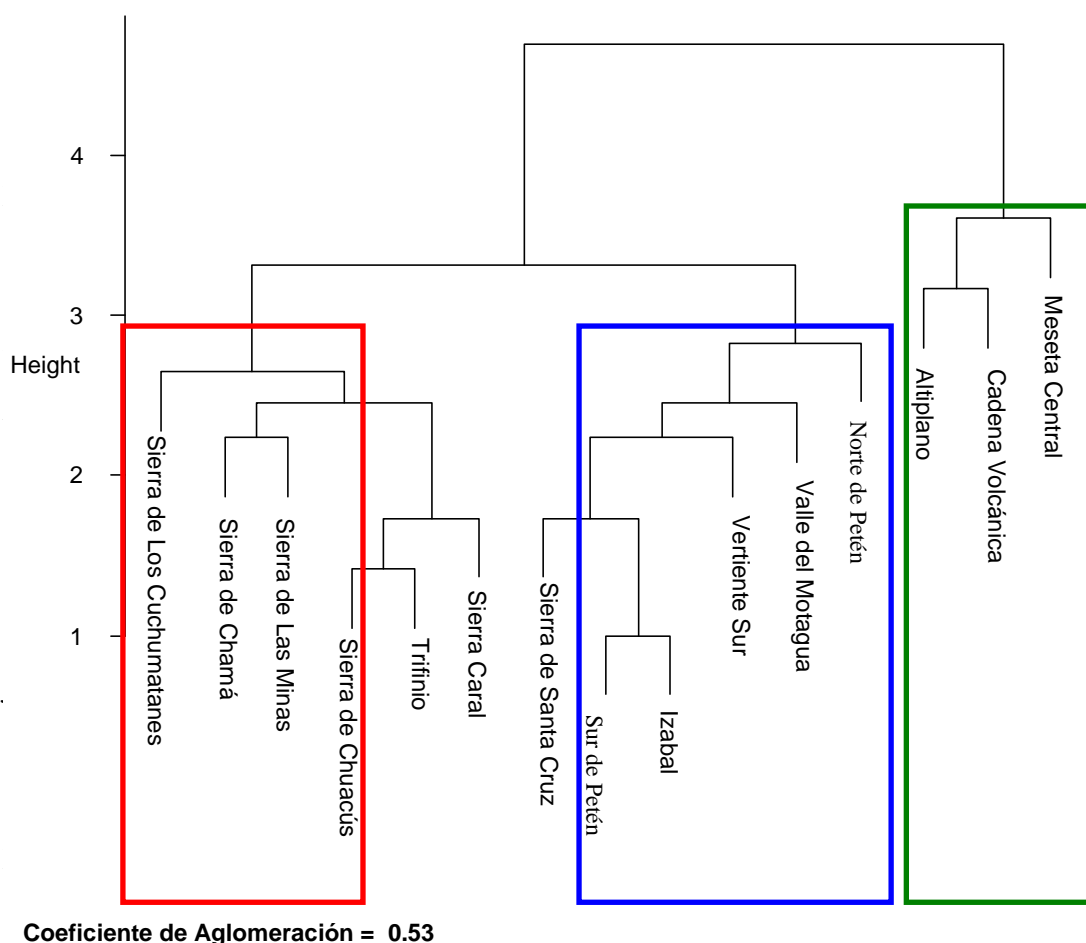 4
3
Height
2
1
Sierra de Los Cuchumatanes
Sierra de Chamá
Sierra de Las Minas
Sierra de Chuacús
Trifinio
Sierra Caral
Sierra de Santa Cruz
Sur de Petén
Izabal
Vertiente Sur
Valle del Motagua
Norte de Petén
Altiplano
Cadena Volcánica
Meseta Central
Coeficiente de Aglomeración = 0.53